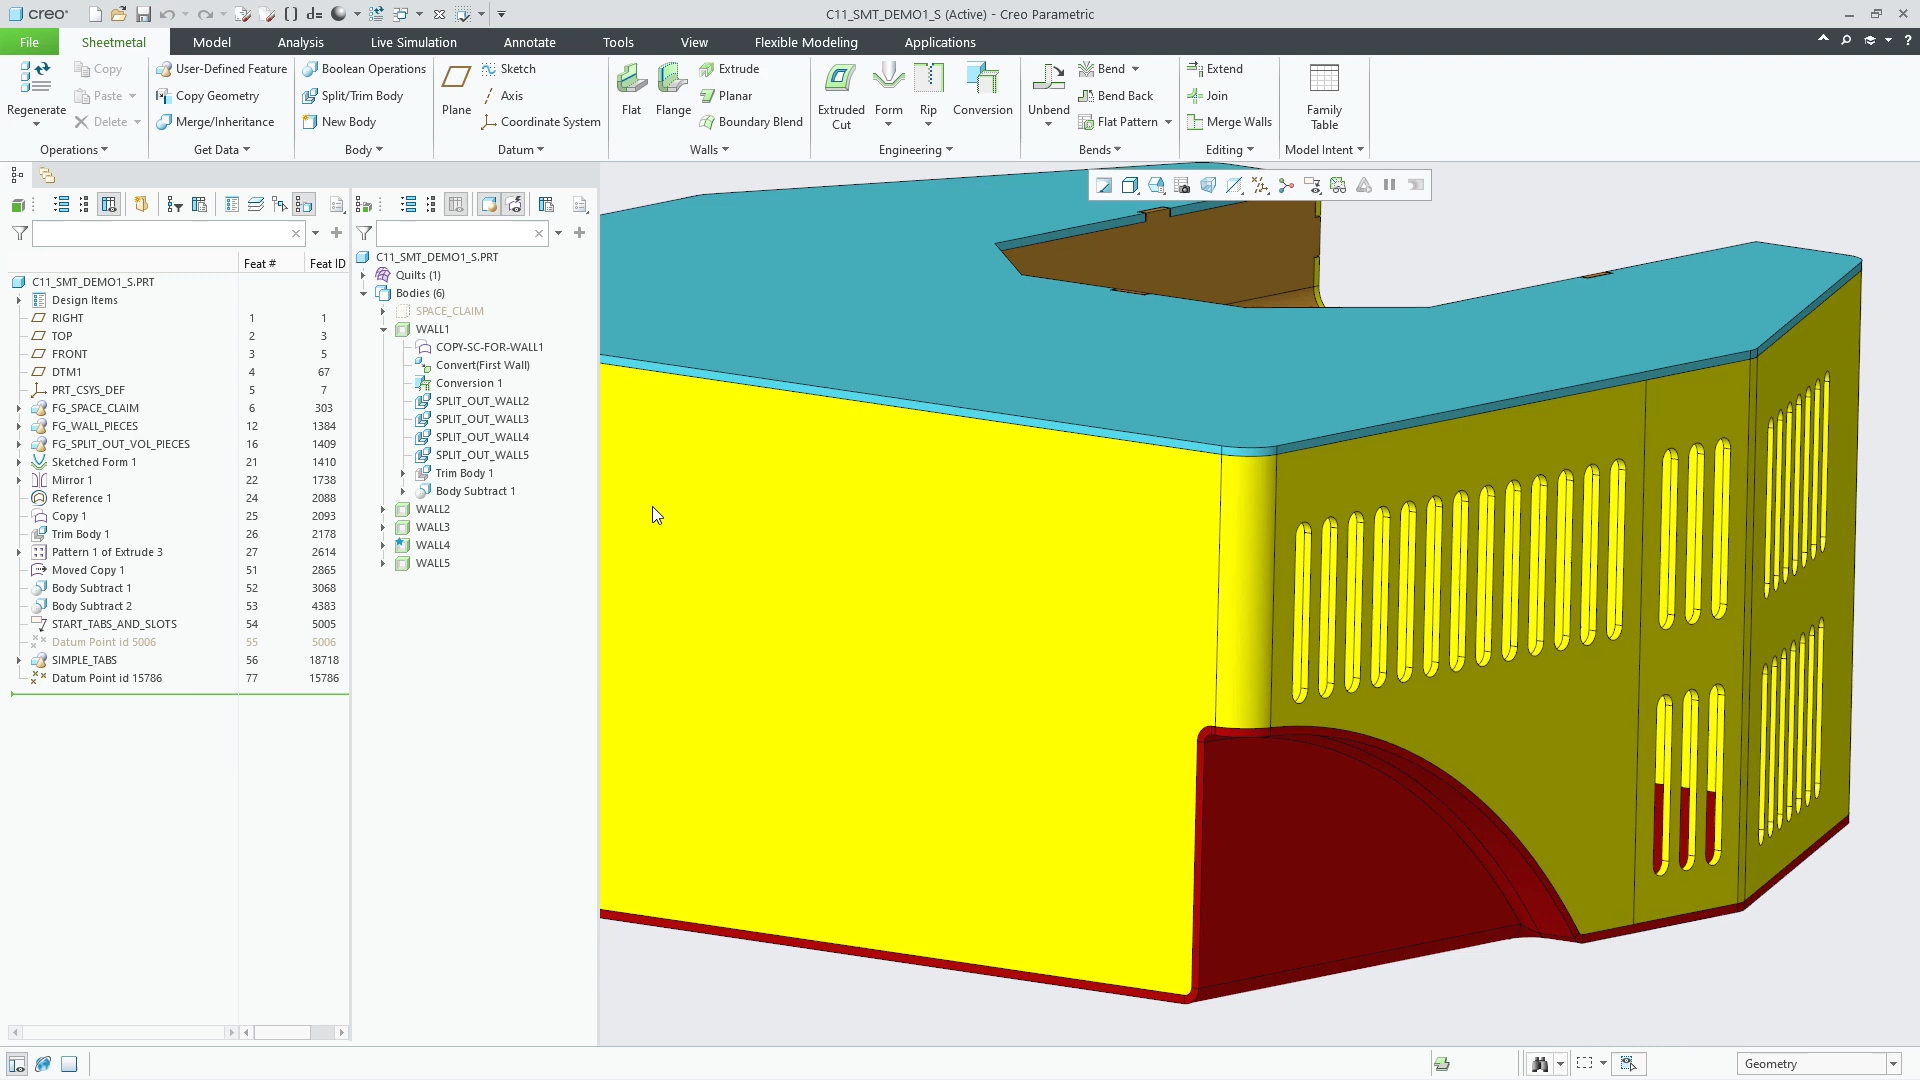 creo
d=
C11_SMT_DEMO1_S (Active) - Creo Parametric
File Sheetmetal Model Analysis Live Simulation Annotate Tools View Flexible Modeling Applications
Regenerate
Copy
Paste
Delete
Operations
User-Defined Feature
Copy Geometry
Merge/Inheritance
Get Data
Boolean Operations
Split/Trim Body
New Body
Body
Plane
Sketch
Axis
Coordinate System
Datum
Flat
Flange
Extrude
Planar
Boundary Blend
Walls
Extruded
Cut
Form
Rip
Conversion
Engineering
Unbend
Bend
Bend Back
Flat Pattern
Bends
Extend
Join
Merge Walls
Editing
Family
Table
Model Intent
Feat # Feat ID
C11_SMT_DEMO1_S.PRT
Design Items
RIGHT 1 1
TOP 2 3
FRONT 3 5
DTM1 4 67
PRT_CSYS_DEF 5 7
FG_SPACE_CLAIM 6 303
FG_WALL_PIECES 12 1384
FG_SPLIT_OUT_VOL_PIECES 16 1409
Sketched Form 1 21 1410
Mirror 1 22 1738
Reference 1 24 2088
Copy 1 25 2093
Trim Body 1 26 2178
Pattern 1 of Extrude 3 27 2614
Moved Copy 1 51 2865
Body Subtract 1 52 3068
Body Subtract 2 53 4383
START_TABS_AND_SLOTS 54 5005
Datum Point id 5006 55 5006
SIMPLE_TABS 56 18718
Datum Point id 15786 77 15786
C11_SMT_DEMO1_S.PRT
Quilts (1)
Bodies (6)
SPACE_CLAIM
WALL1
COPY-SC-FOR-WALL1
Convert(First Wall)
Conversion 1
SPLIT_OUT_WALL2
SPLIT_OUT_WALL3
SPLIT_OUT_WALL4
SPLIT_OUT_WALL5
Trim Body 1
Body Subtract 1
WALL2
WALL3
WALL4
WALL5
Geometry